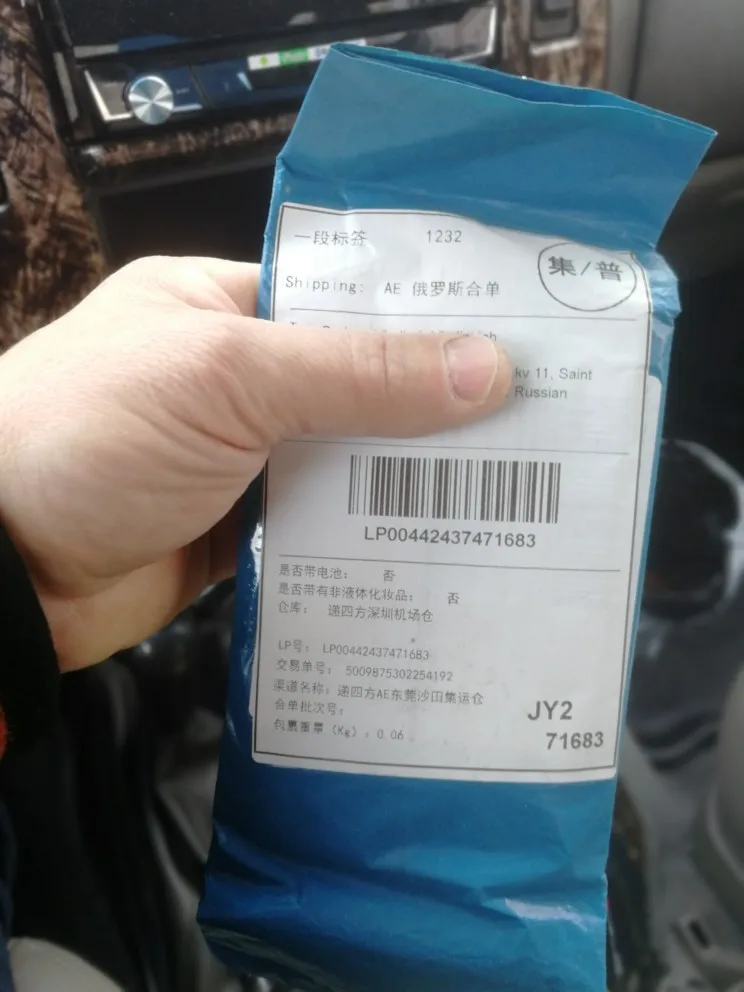 一段标签 1232
集/普
Shipping: AE 俄罗斯合单
kv 11, Saint
Russian
LP00442437471683
是否带电池: 否
是否带有非液体化妆品: 否
仓库: 递四方深圳机场仓
LP号: LP00442437471683
交易单号: 5009875302254192
渠道名称: 递四方AE东莞沙田集运仓
合单批次号:
JY2
包裹重量 (Kg): 0.06
71683